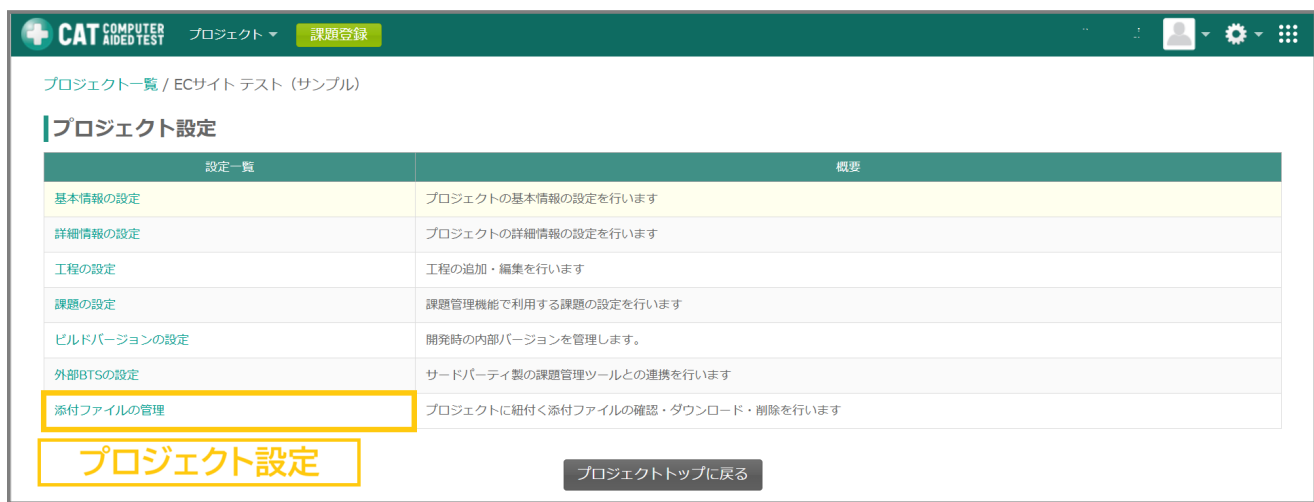 CAT COMPUTER AIDED TEST プロジェクト 課題登録
プロジェクト一覧 / ECサイト テスト（サンプル）
プロジェクト設定
設定一覧 概要
基本情報の設定 プロジェクトの基本情報の設定を行います
詳細情報の設定 プロジェクトの詳細情報の設定を行います
工程の設定 工程の追加・編集を行います
課題の設定 課題管理機能で利用する課題の設定を行います
ビルドバージョンの設定 開発時の内部バージョンを管理します。
外部BTSの設定 サードパーティ製の課題管理ツールとの連携を行います
添付ファイルの管理 プロジェクトに紐付く添付ファイルの確認・ダウンロード・削除を行います
プロジェクト設定
プロジェクトトップに戻る